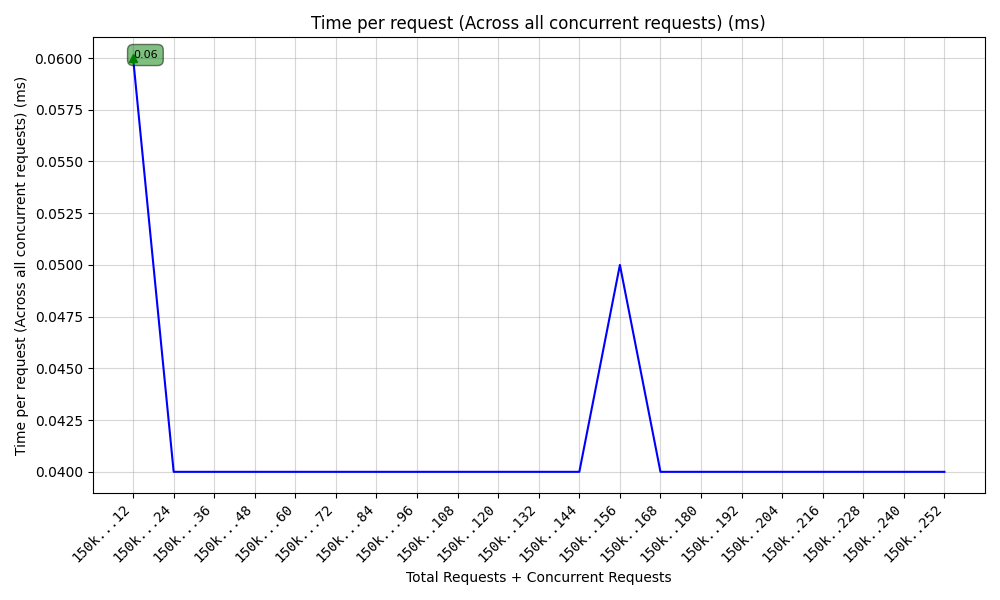 Time per request (Across all concurrent requests) (ms)
Time per request (Across all concurrent requests) (ms)
0.0600
0.0575
0.0550
0.0525
0.0500
0.0475
0.0450
0.0425
0.0400
0.06
150k...12
150k...24
150k...36
150k...48
150k...60
150k...72
150k...84
150k...96
150k..108
150k..120
150k..132
150k..144
150k..156
150k..168
150k..180
150k..192
150k..204
150k..216
150k..228
150k..240
150k..252
Total Requests + Concurrent Requests